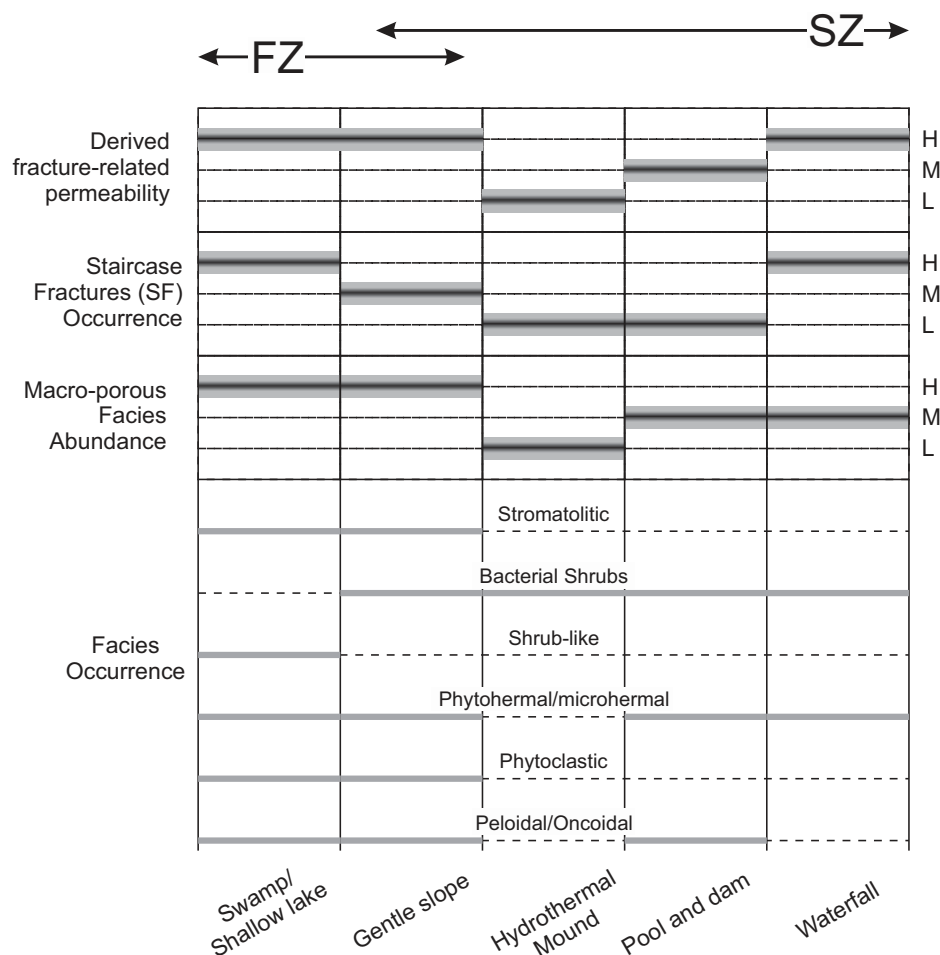 SZ
FZ
Derived
fracture-related
permeability
H
M
L
Staircase
Fractures (SF)
Occurrence
H
M
L
Macro-porous
Facies
Abundance
H
M
L
Stromatolitic
Bacterial Shrubs
Shrub-like
Facies
Occurrence
Phytohermal/microhermal
Phytoclastic
Peloidal/Oncoidal
Swamp/
Shallow lake
Gentle slope
Hydrothermal
Mound
Pool and dam
Waterfall